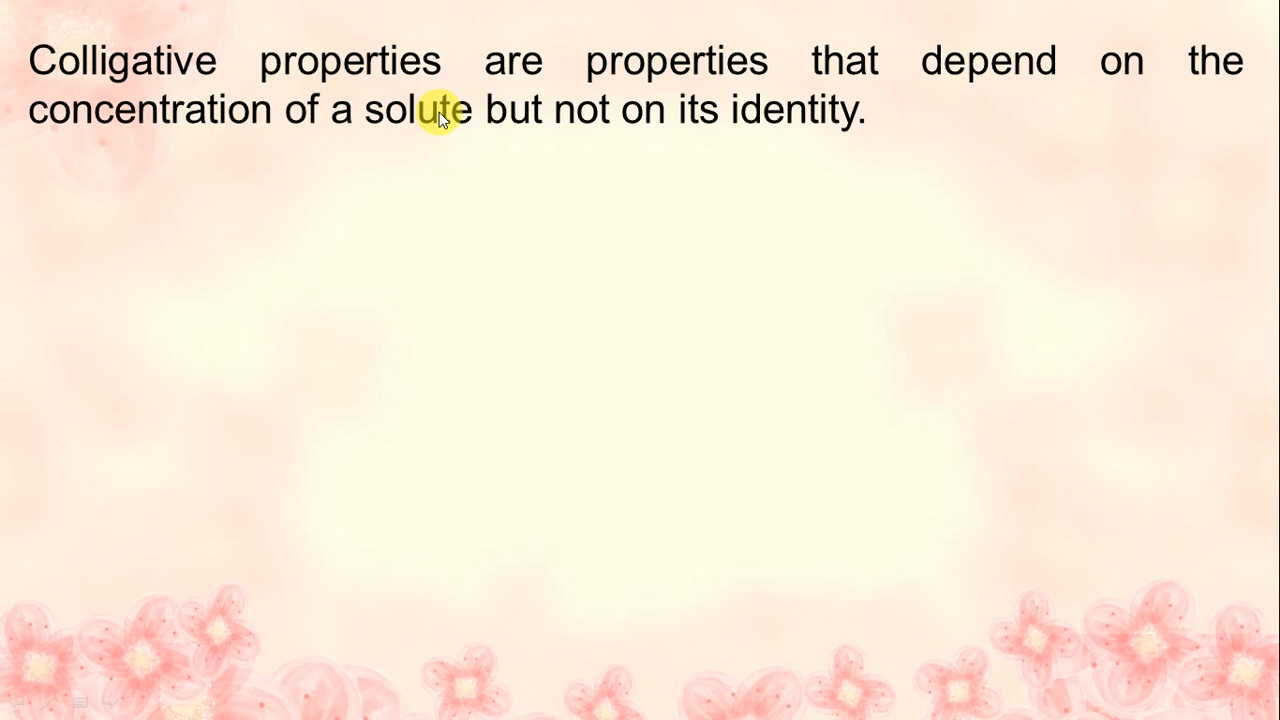 Colligative properties are properties that depend on the
concentration of a solute but not on its identity.